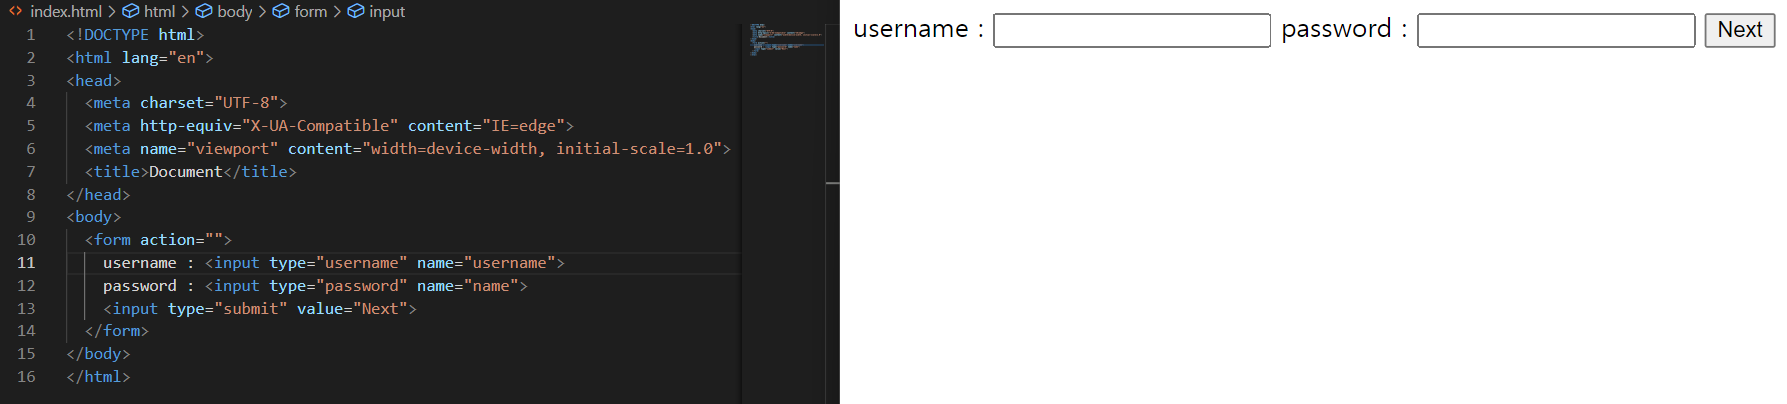 index.html > html > body > form > input
1 <!DOCTYPE html>
2 <html lang="en">
3 <head>
4 <meta charset="UTF-8">
5 <meta http-equiv="X-UA-Compatible" content="IE=edge">
6 <meta name="viewport" content="width=device-width, initial-scale=1.0">
7 <title>Document</title>
8 </head>
9 <body>
10 <form action="">
11 username : <input type="username" name="username">
12 password : <input type="password" name="name">
13 <input type="submit" value="Next">
14 </form>
15 </body>
16 </html>
username : password : Next